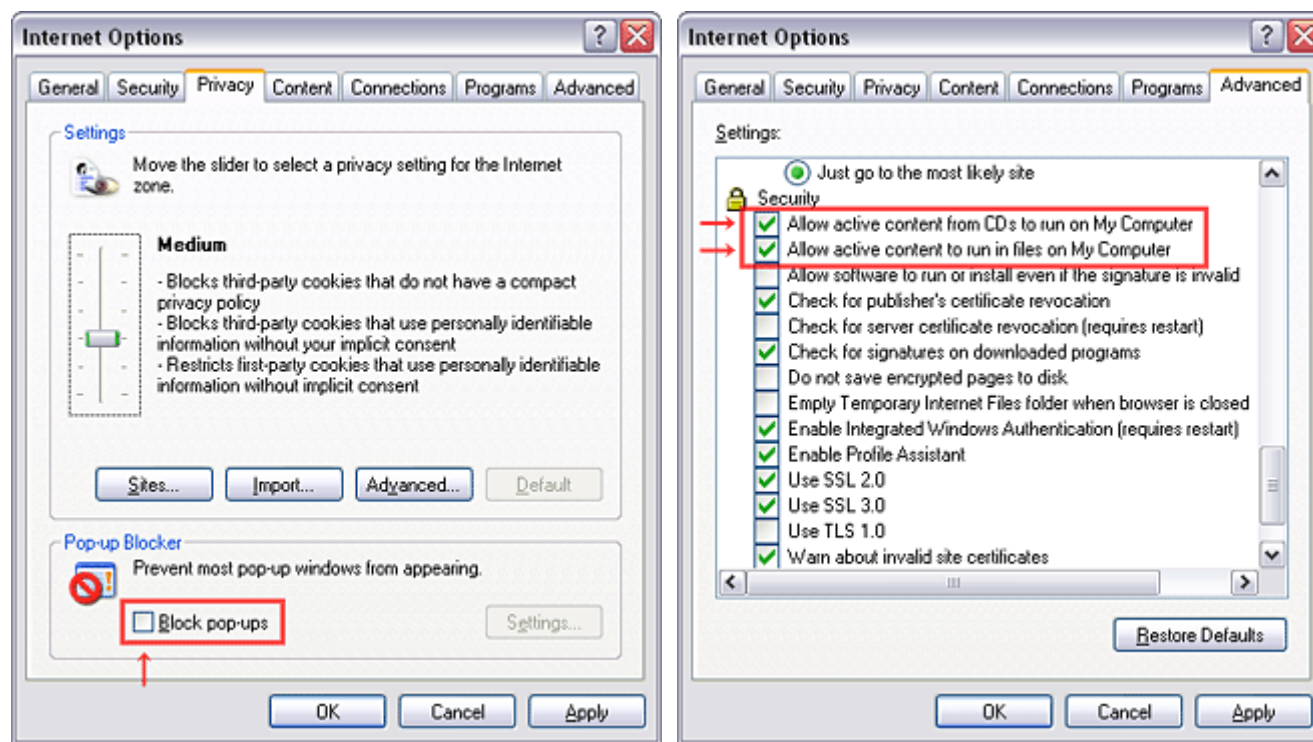 Internet Options
General Security Privacy Content Connections Programs Advanced
Settings
Move the slider to select a privacy setting for the Internet
zone.
Medium
- Blocks third-party cookies that do not have a compact
privacy policy
- Blocks third-party cookies that use personally identifiable
information without your implicit consent
- Restricts first-party cookies that use personally identifiable
information without implicit consent
Sites... Import... Advanced... Default
Pop-up Blocker
Prevent most pop-up windows from appearing.
Block pop-ups Settings...
OK Cancel Apply
Internet Options
General Security Privacy Content Connections Programs Advanced
Settings:
Just go to the most likely site
Security
Allow active content from CDs to run on My Computer
Allow active content to run in files on My Computer
Allow software to run or install even if the signature is invalid
Check for publisher's certificate revocation
Check for server certificate revocation (requires restart)
Check for signatures on downloaded programs
Do not save encrypted pages to disk
Empty Temporary Internet Files folder when browser is closed
Enable Integrated Windows Authentication (requires restart)
Enable Profile Assistant
Use SSL 2.0
Use SSL 3.0
Use TLS 1.0
Warn about invalid site certificates
Restore Defaults
OK Cancel Apply